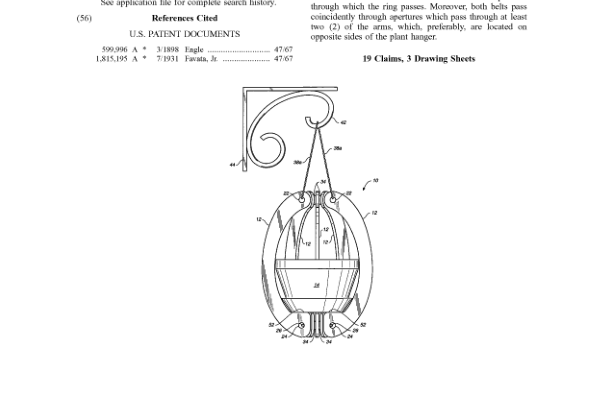 See application file for complete search history.
(56) References Cited
U.S. PATENT DOCUMENTS
599,996 A * 3/1898 Engle ........................ 47/67
1,815,195 A * 7/1931 Favata, Jr. .................. 47/67
through which the ring passes. Moreover, both belts pass
coincidently through apertures which pass through at least
two (2) of the arms, which, preferably, are located on
opposite sides of the plant hanger.
19 Claims, 3 Drawing Sheets
42
38a
38a
44
34
10
22
22
12
12
12
12
12
52
52
26
26
24
24
34
34